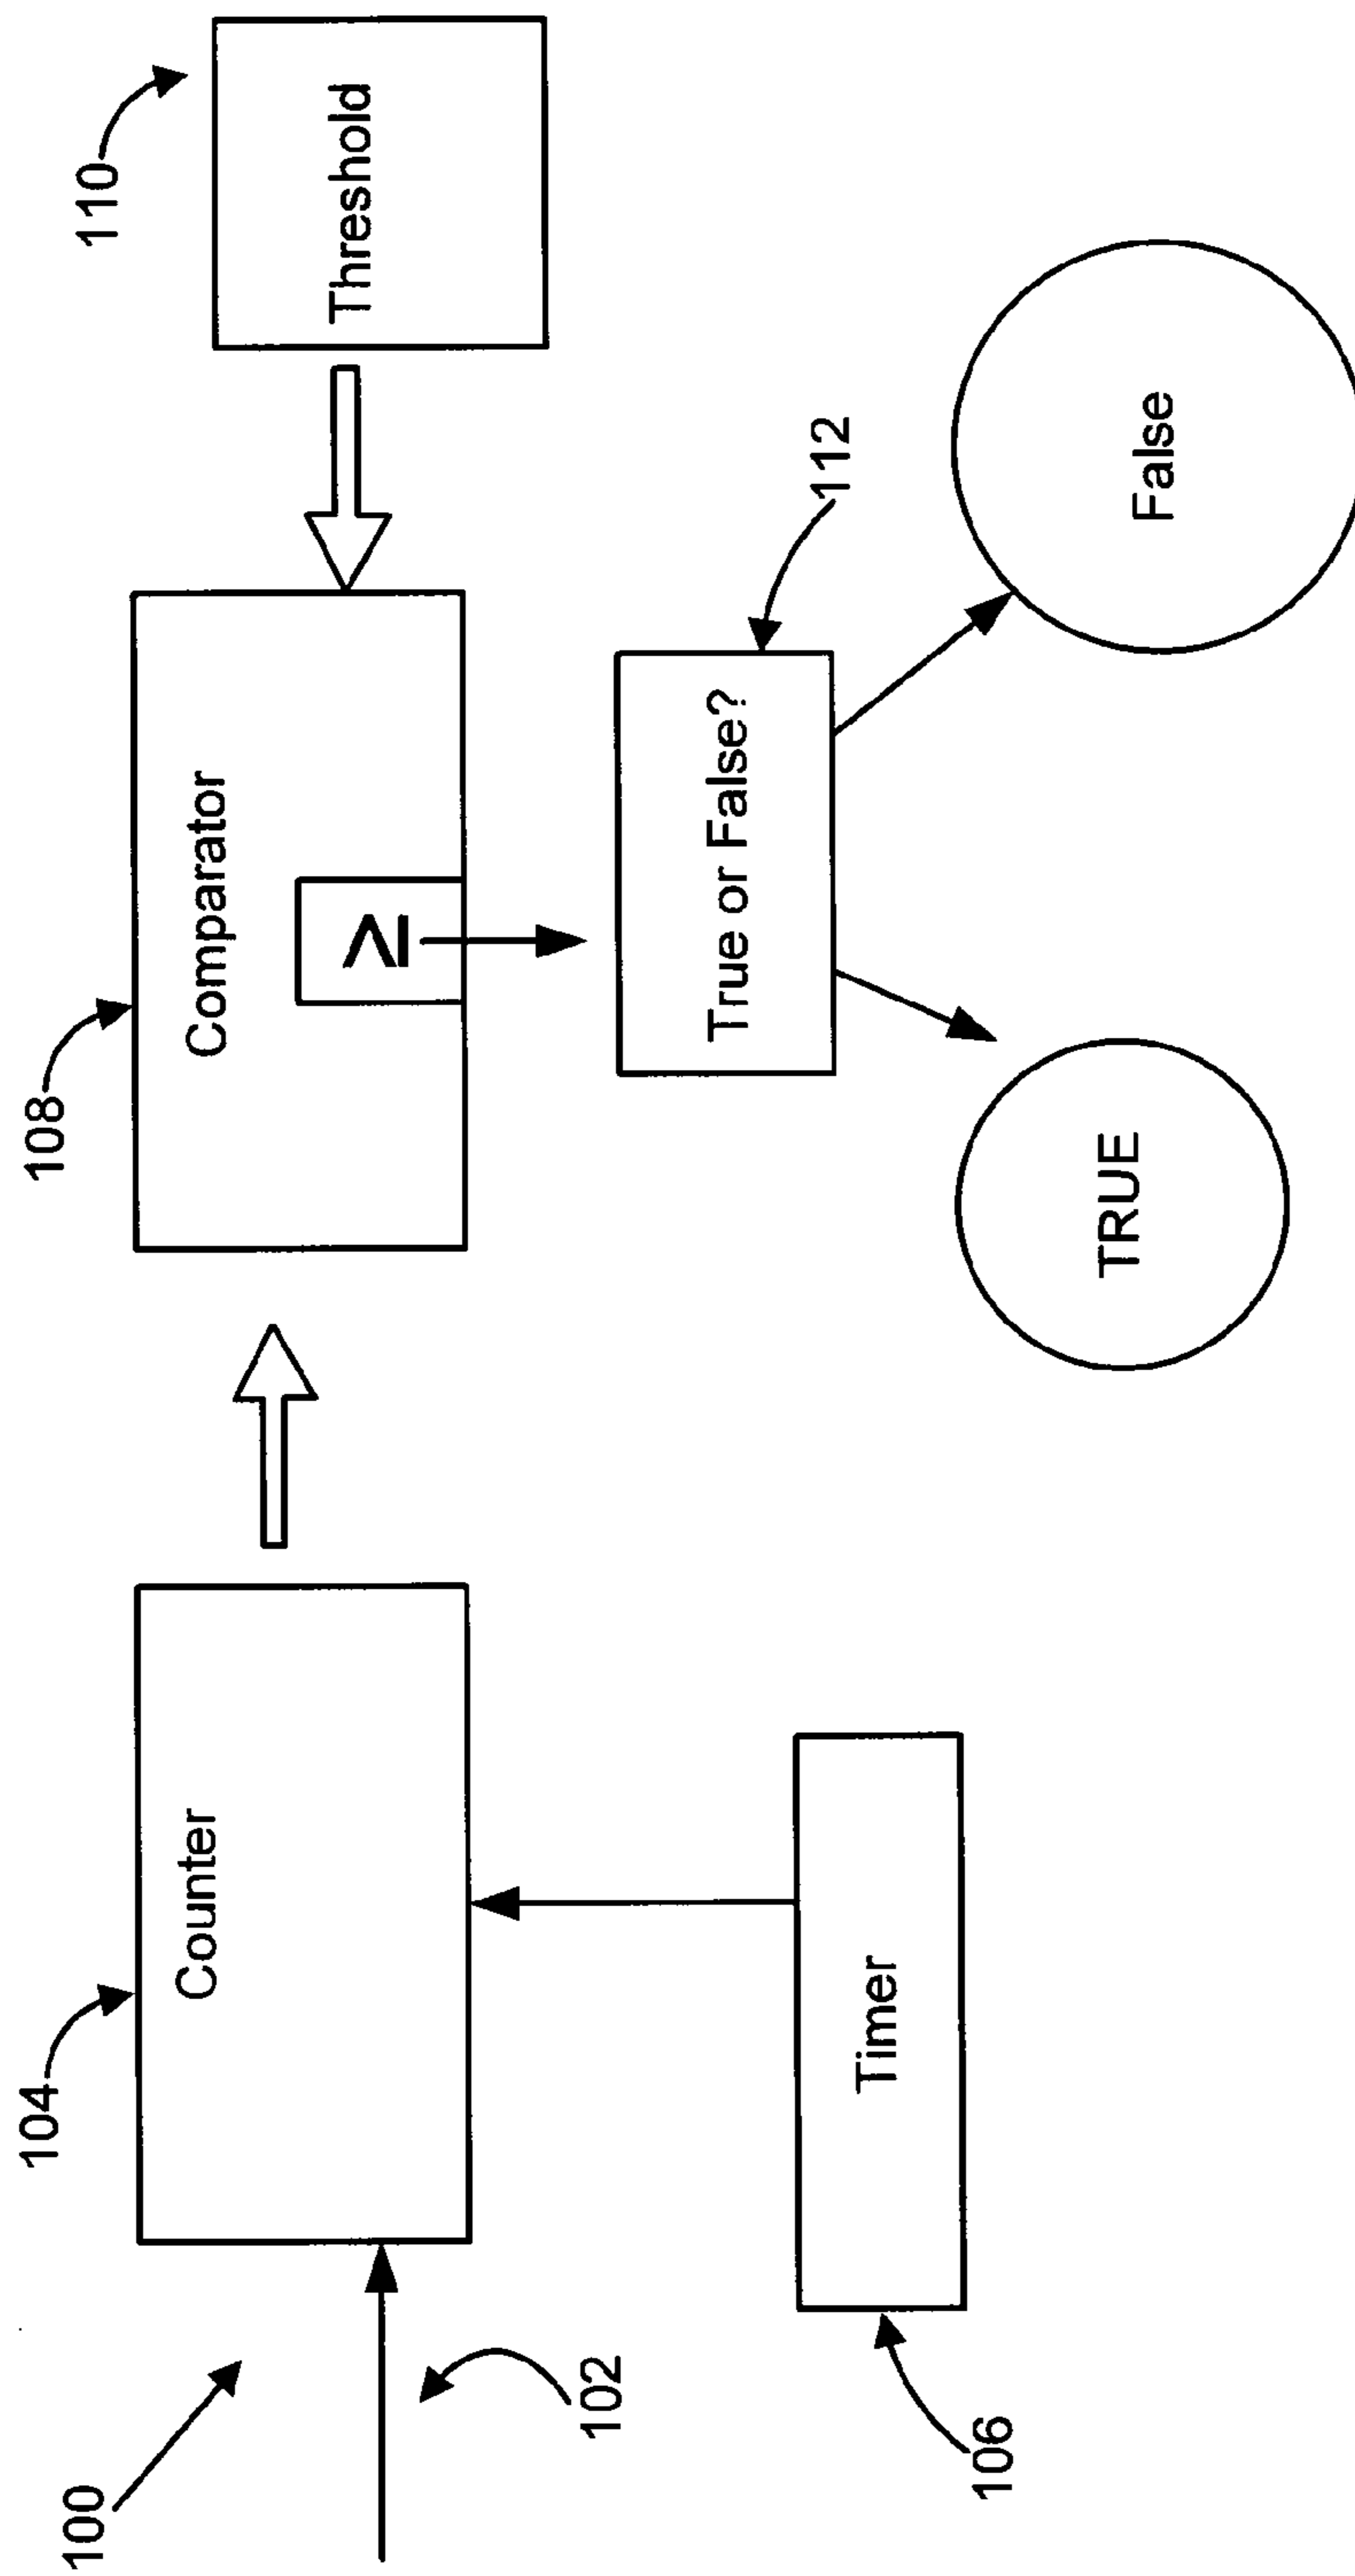 100
104
108
110
Counter
Comparator
Threshold
≥
102
112
True or False?
106
Timer
TRUE
False